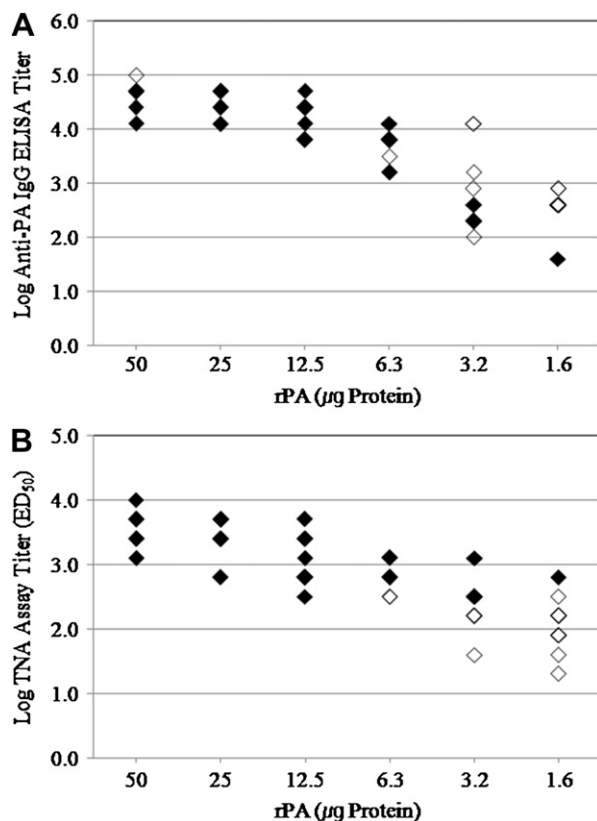 A
Log Anti-PA IgG ELISA Titer
6.0
5.0
4.0
3.0
2.0
1.0
0.0
50 25 12.5 6.3 3.2 1.6
rPA (µg Protein)
B
Log TNA Assay Titer (ED50)
5.0
4.0
3.0
2.0
1.0
0.0
50 25 12.5 6.3 3.2 1.6
rPA (µg Protein)